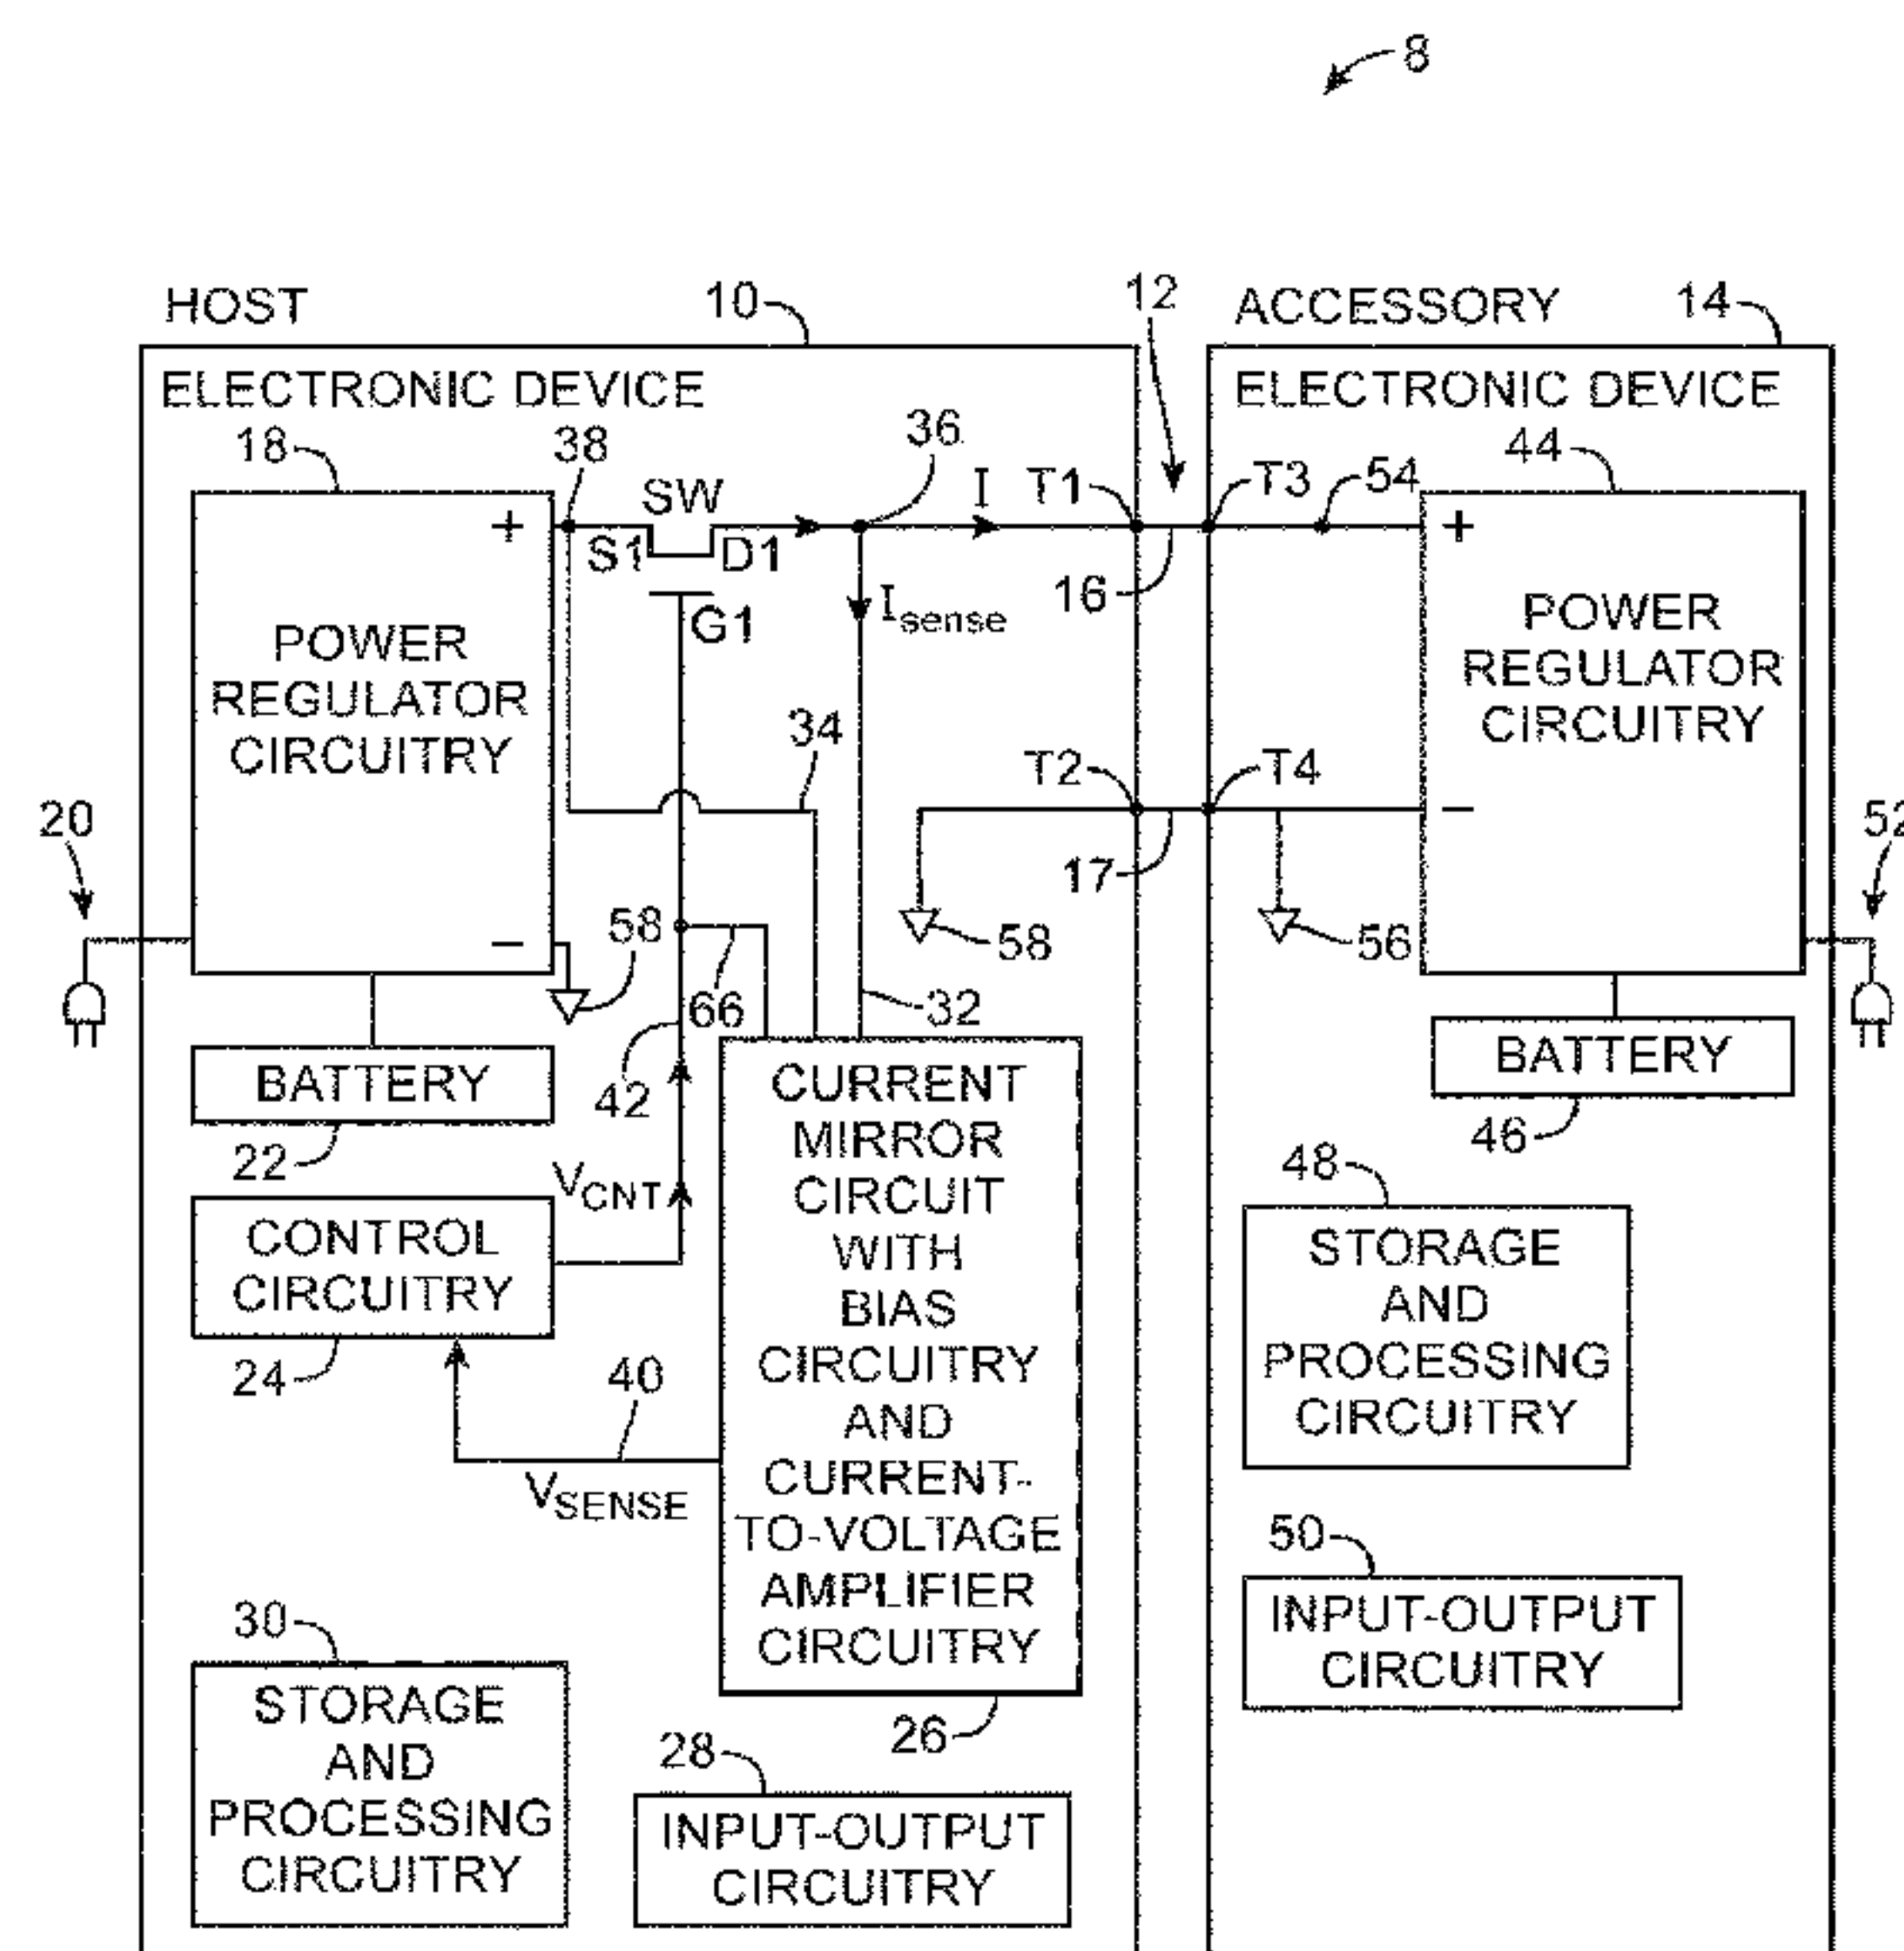 8
HOST
10
12
ACCESSORY
14
ELECTRONIC DEVICE
ELECTRONIC DEVICE
18
38
36
44
SW
I
T1
T3
54
+
S1
D1
+
16
I sense
G1
POWER
REGULATOR
CIRCUITRY
POWER
REGULATOR
CIRCUITRY
34
T2
T4
20
52
−
17
58
58
56
−
66
32
BATTERY
22
42
BATTERY
46
CURRENT
MIRROR
CIRCUIT
WITH
BIAS
CIRCUITRY
AND
CURRENT-
TO-VOLTAGE
AMPLIFIER
CIRCUITRY
26
VCNT
CONTROL
CIRCUITRY
24
40
VSENSE
48
STORAGE
AND
PROCESSING
CIRCUITRY
50
INPUT-OUTPUT
CIRCUITRY
30
STORAGE
AND
PROCESSING
CIRCUITRY
28
INPUT-OUTPUT
CIRCUITRY